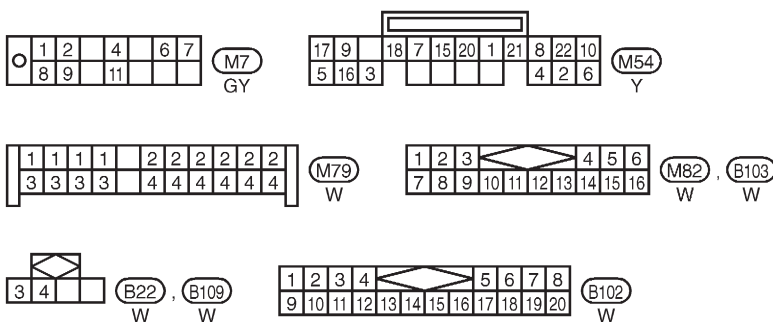 1 2 4 6 7
8 9 11
M7
GY
17 9 18 7 15 20 1 21 8 22 10
5 16 3 4 2 6
M54
Y
1 1 1 1 2 2 2 2 2 2
3 3 3 3 4 4 4 4 4 4
M79
W
1 2 3 4 5 6
7 8 9 10 11 12 13 14 15 16
M82 , B103
W W
3 4
B22 , B109
W W
1 2 3 4 5 6 7 8
9 10 11 12 13 14 15 16 17 18 19 20
B102
W